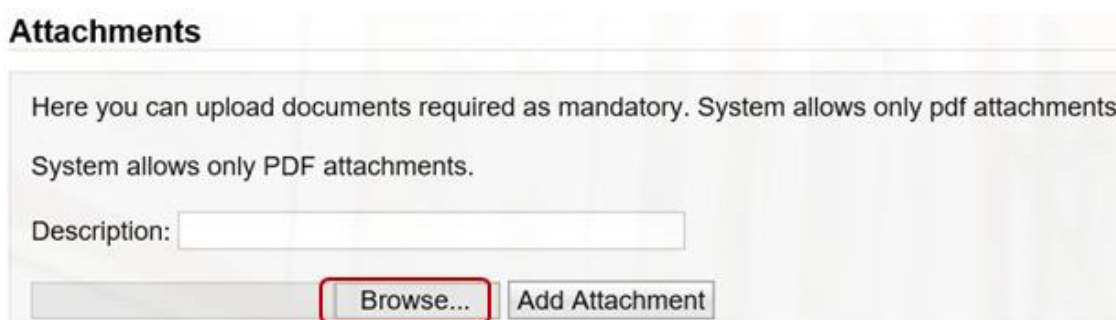 Attachments
Here you can upload documents required as mandatory. System allows only pdf attachments
System allows only PDF attachments.
Description:
Browse... Add Attachment